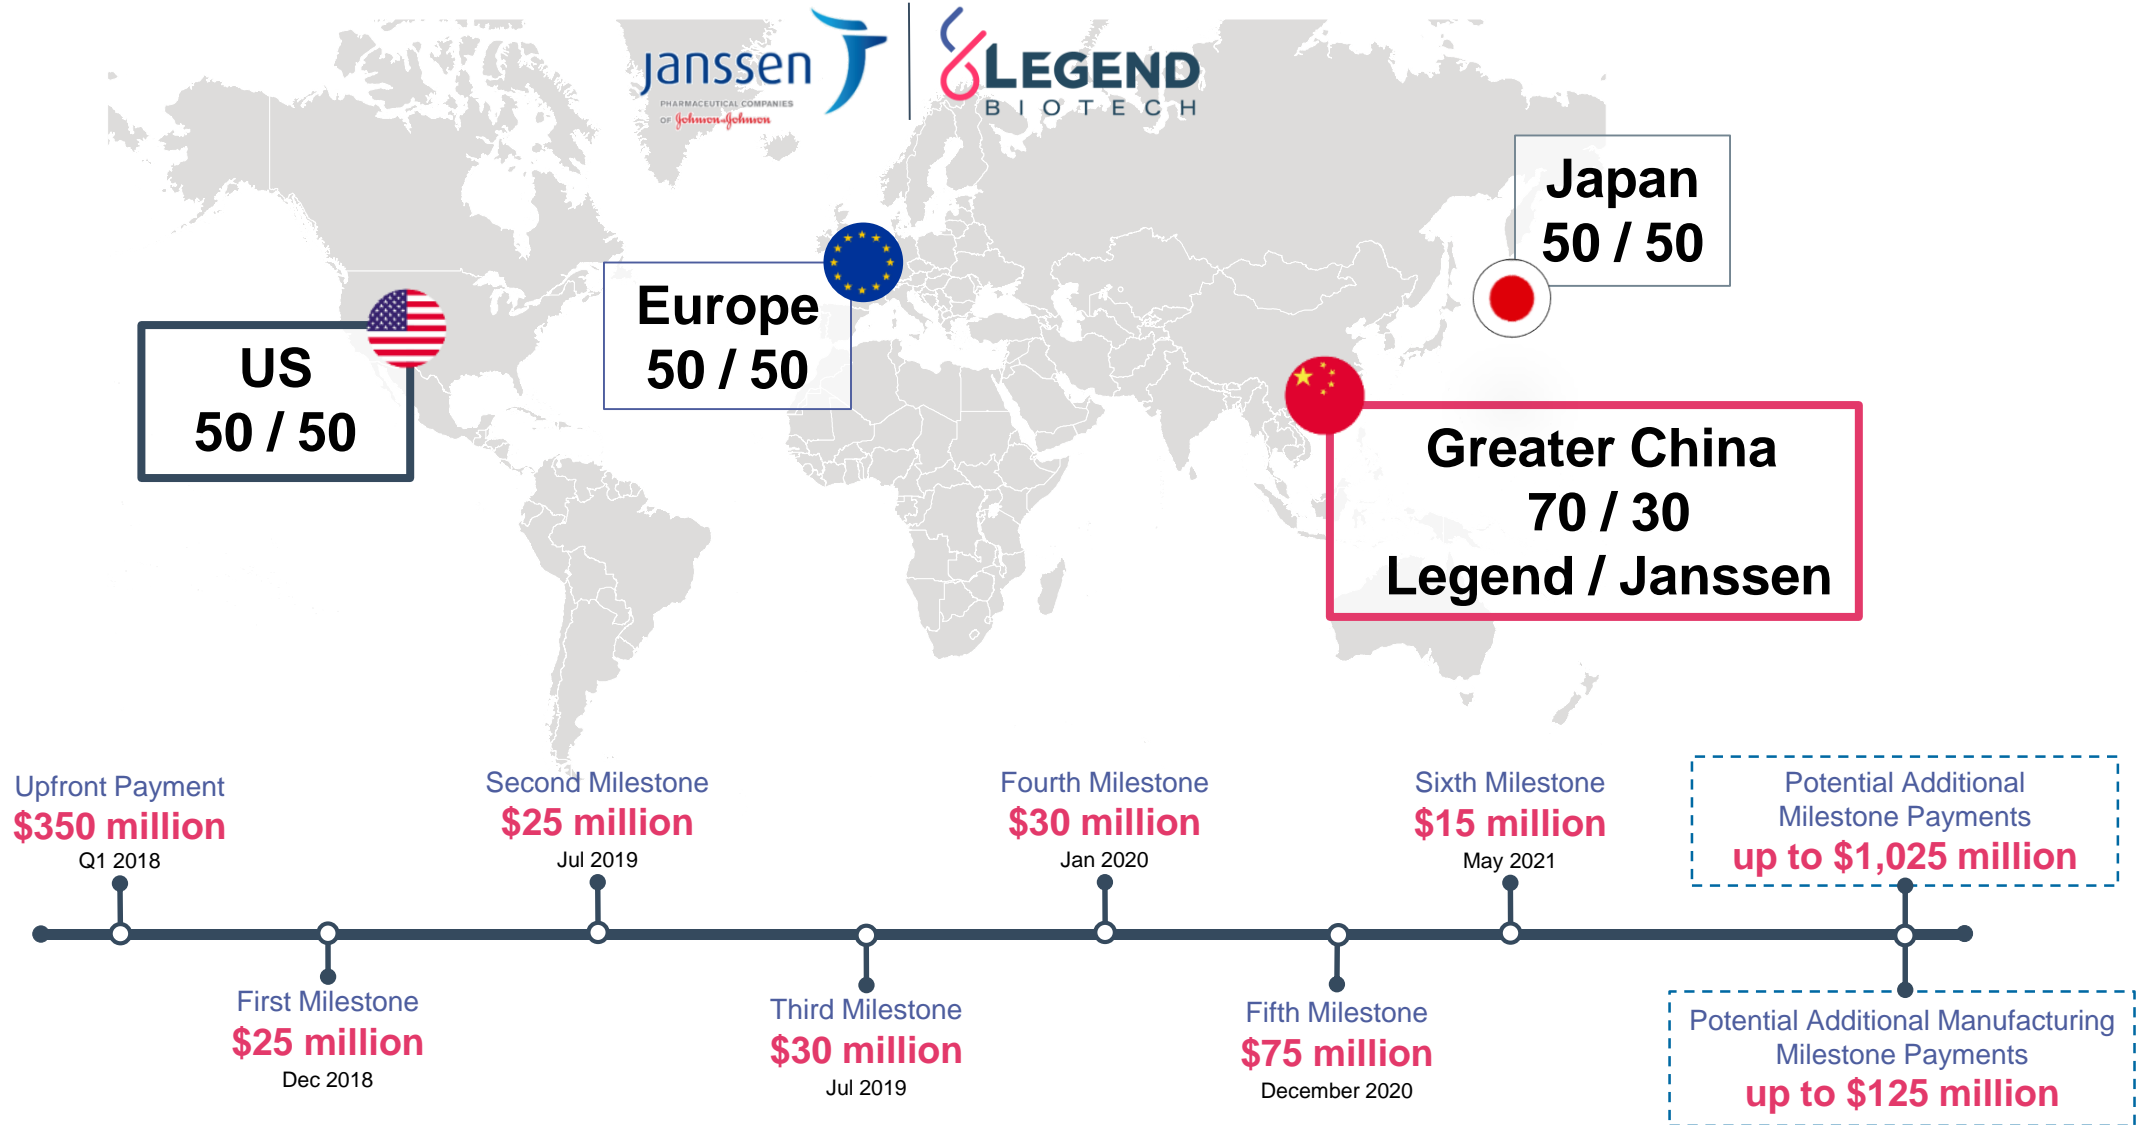 janssen
PHARMACEUTICAL COMPANIES
OF Johnson & Johnson
LEGEND
BIOTECH
Japan
50 / 50
Europe
50 / 50
US
50 / 50
Greater China
70 / 30
Legend / Janssen
Upfront Payment
$350 million
Q1 2018
First Milestone
$25 million
Dec 2018
Second Milestone
$25 million
Jul 2019
Third Milestone
$30 million
Jul 2019
Fourth Milestone
$30 million
Jan 2020
Fifth Milestone
$75 million
December 2020
Sixth Milestone
$15 million
May 2021
Potential Additional
Milestone Payments
up to $1,025 million
Potential Additional Manufacturing
Milestone Payments
up to $125 million